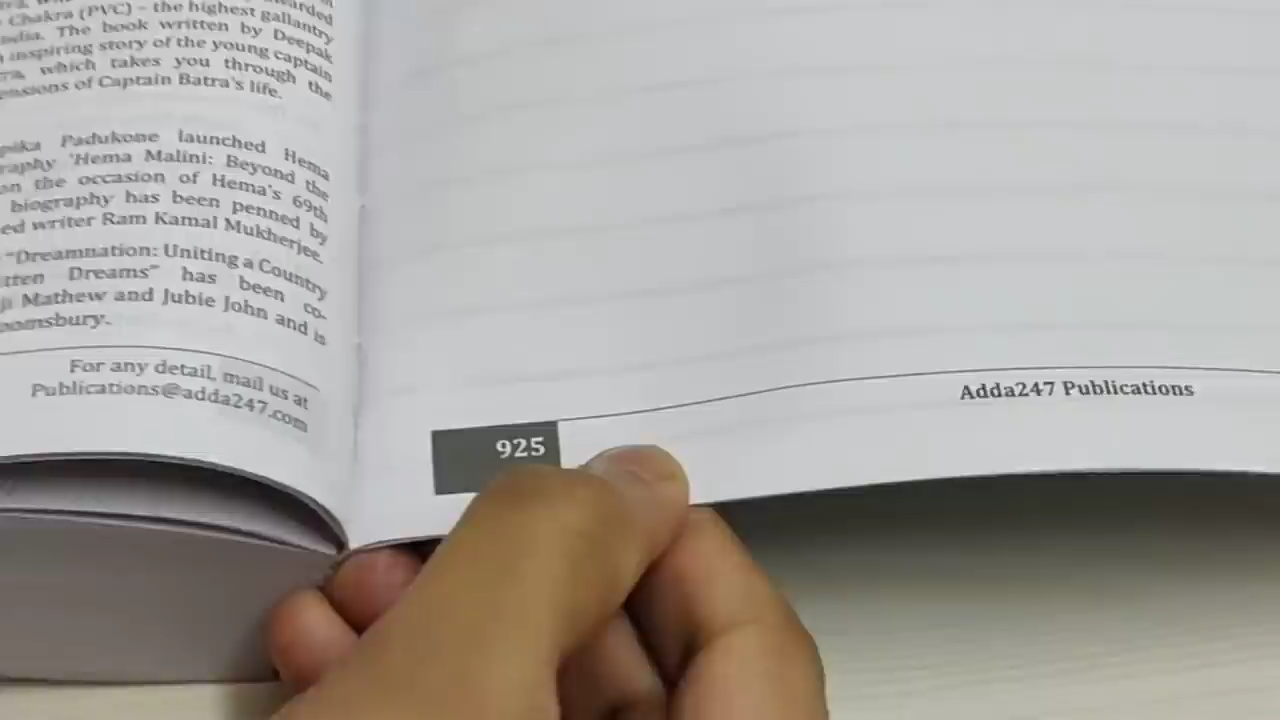 Chakra (PVC) – the highest gallantry
India. The book written by Deepak
inspiring story of the young captain
which takes you through the
of Captain Batra's life.
Padukone launched Hema
'Hema Malini: Beyond the
on the occasion of Hema's 69th
biography has been penned by
writer Ram Kamal Mukherjee.
"Dreamnation: Uniting a Country
Dreams" has been co-
Mathew and Jubie John and is
For any detail, mail us at
Publications@adda247.com
925
Adda247 Publications